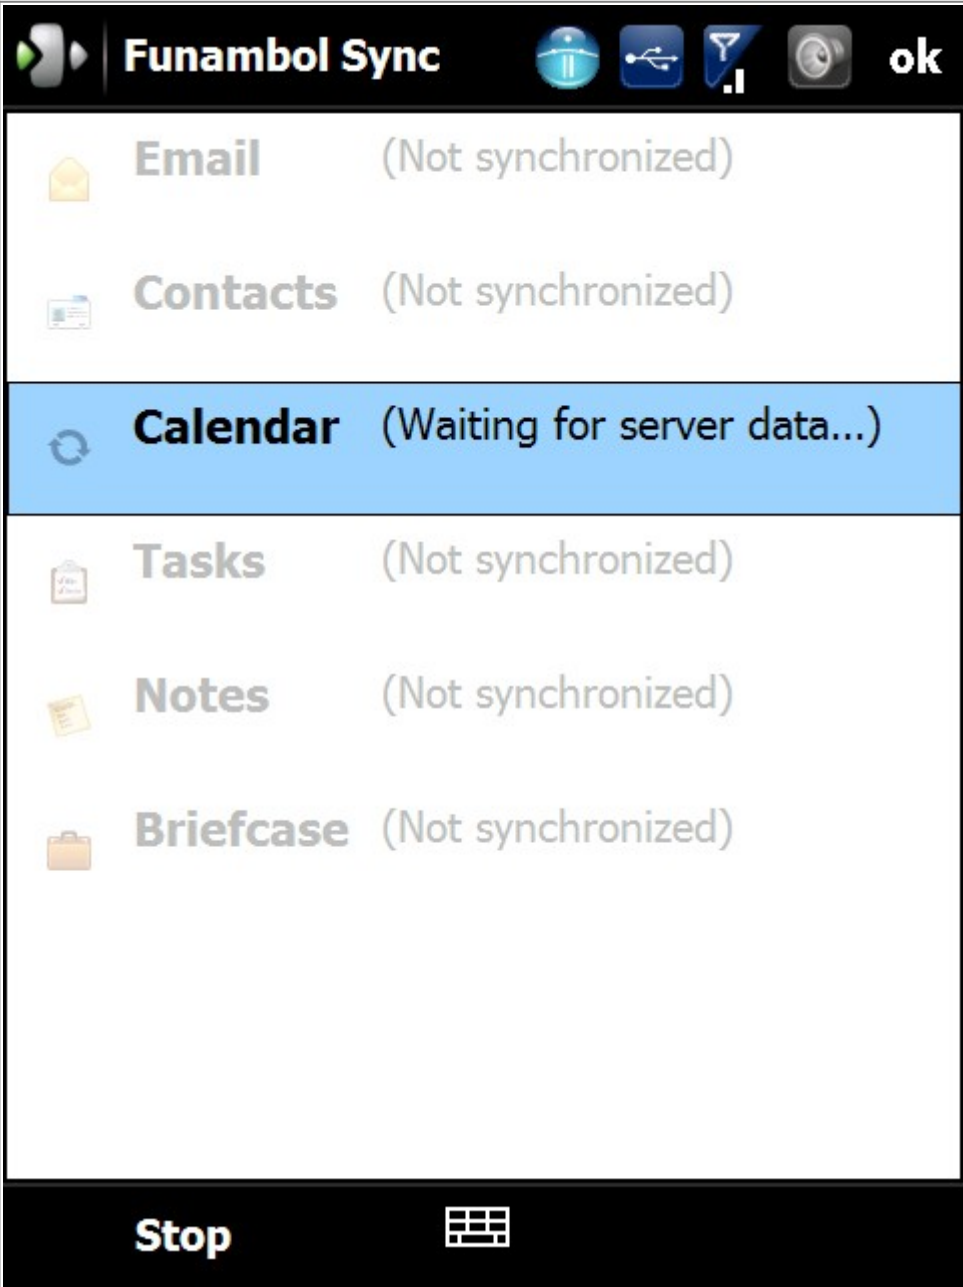 Funambol Sync ok
Email (Not synchronized)
Contacts (Not synchronized)
Calendar (Waiting for server data...)
Tasks (Not synchronized)
Notes (Not synchronized)
Briefcase (Not synchronized)
Stop